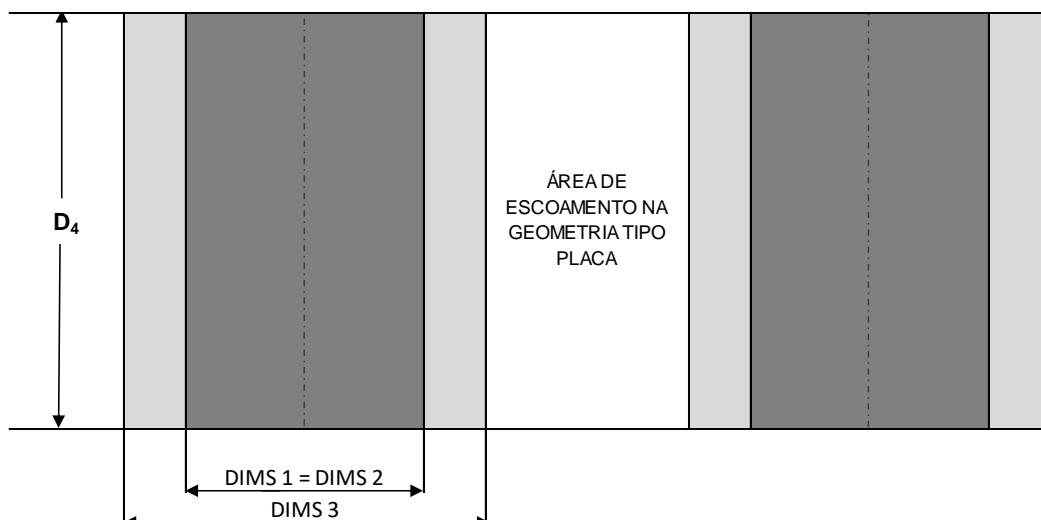 ÁREA DE
ESCOAMENTO NA
GEOMETRIA TIPO
PLACA
D₄
DIMS 1 = DIMS 2
DIMS 3